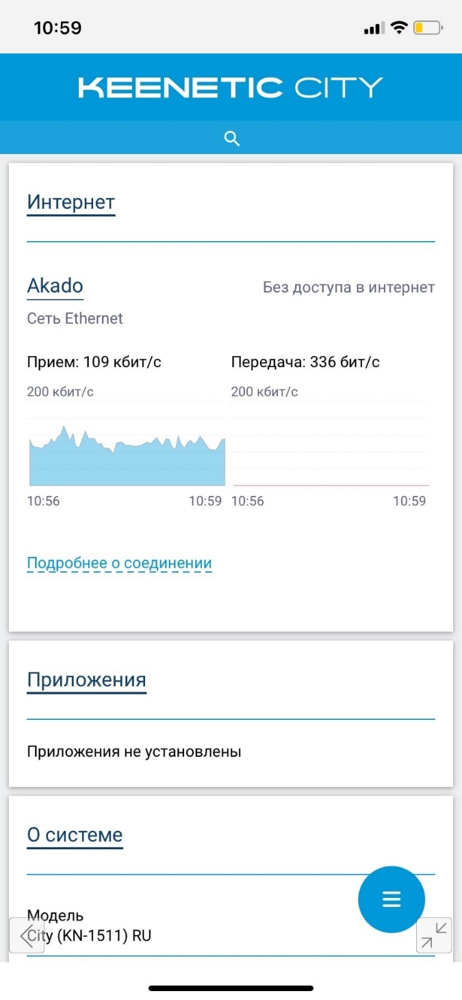 10:59
KEENETIC CITY
Интернет
Akado
Без доступа в интернет
Сеть Ethernet
Прием: 109 кбит/с
Передача: 336 бит/с
200 кбит/с
200 кбит/с
10:56
10:59
10:56
10:59
Подробнее о соединении
Приложения
Приложения не установлены
О системе
Модель
City (KN-1511) RU